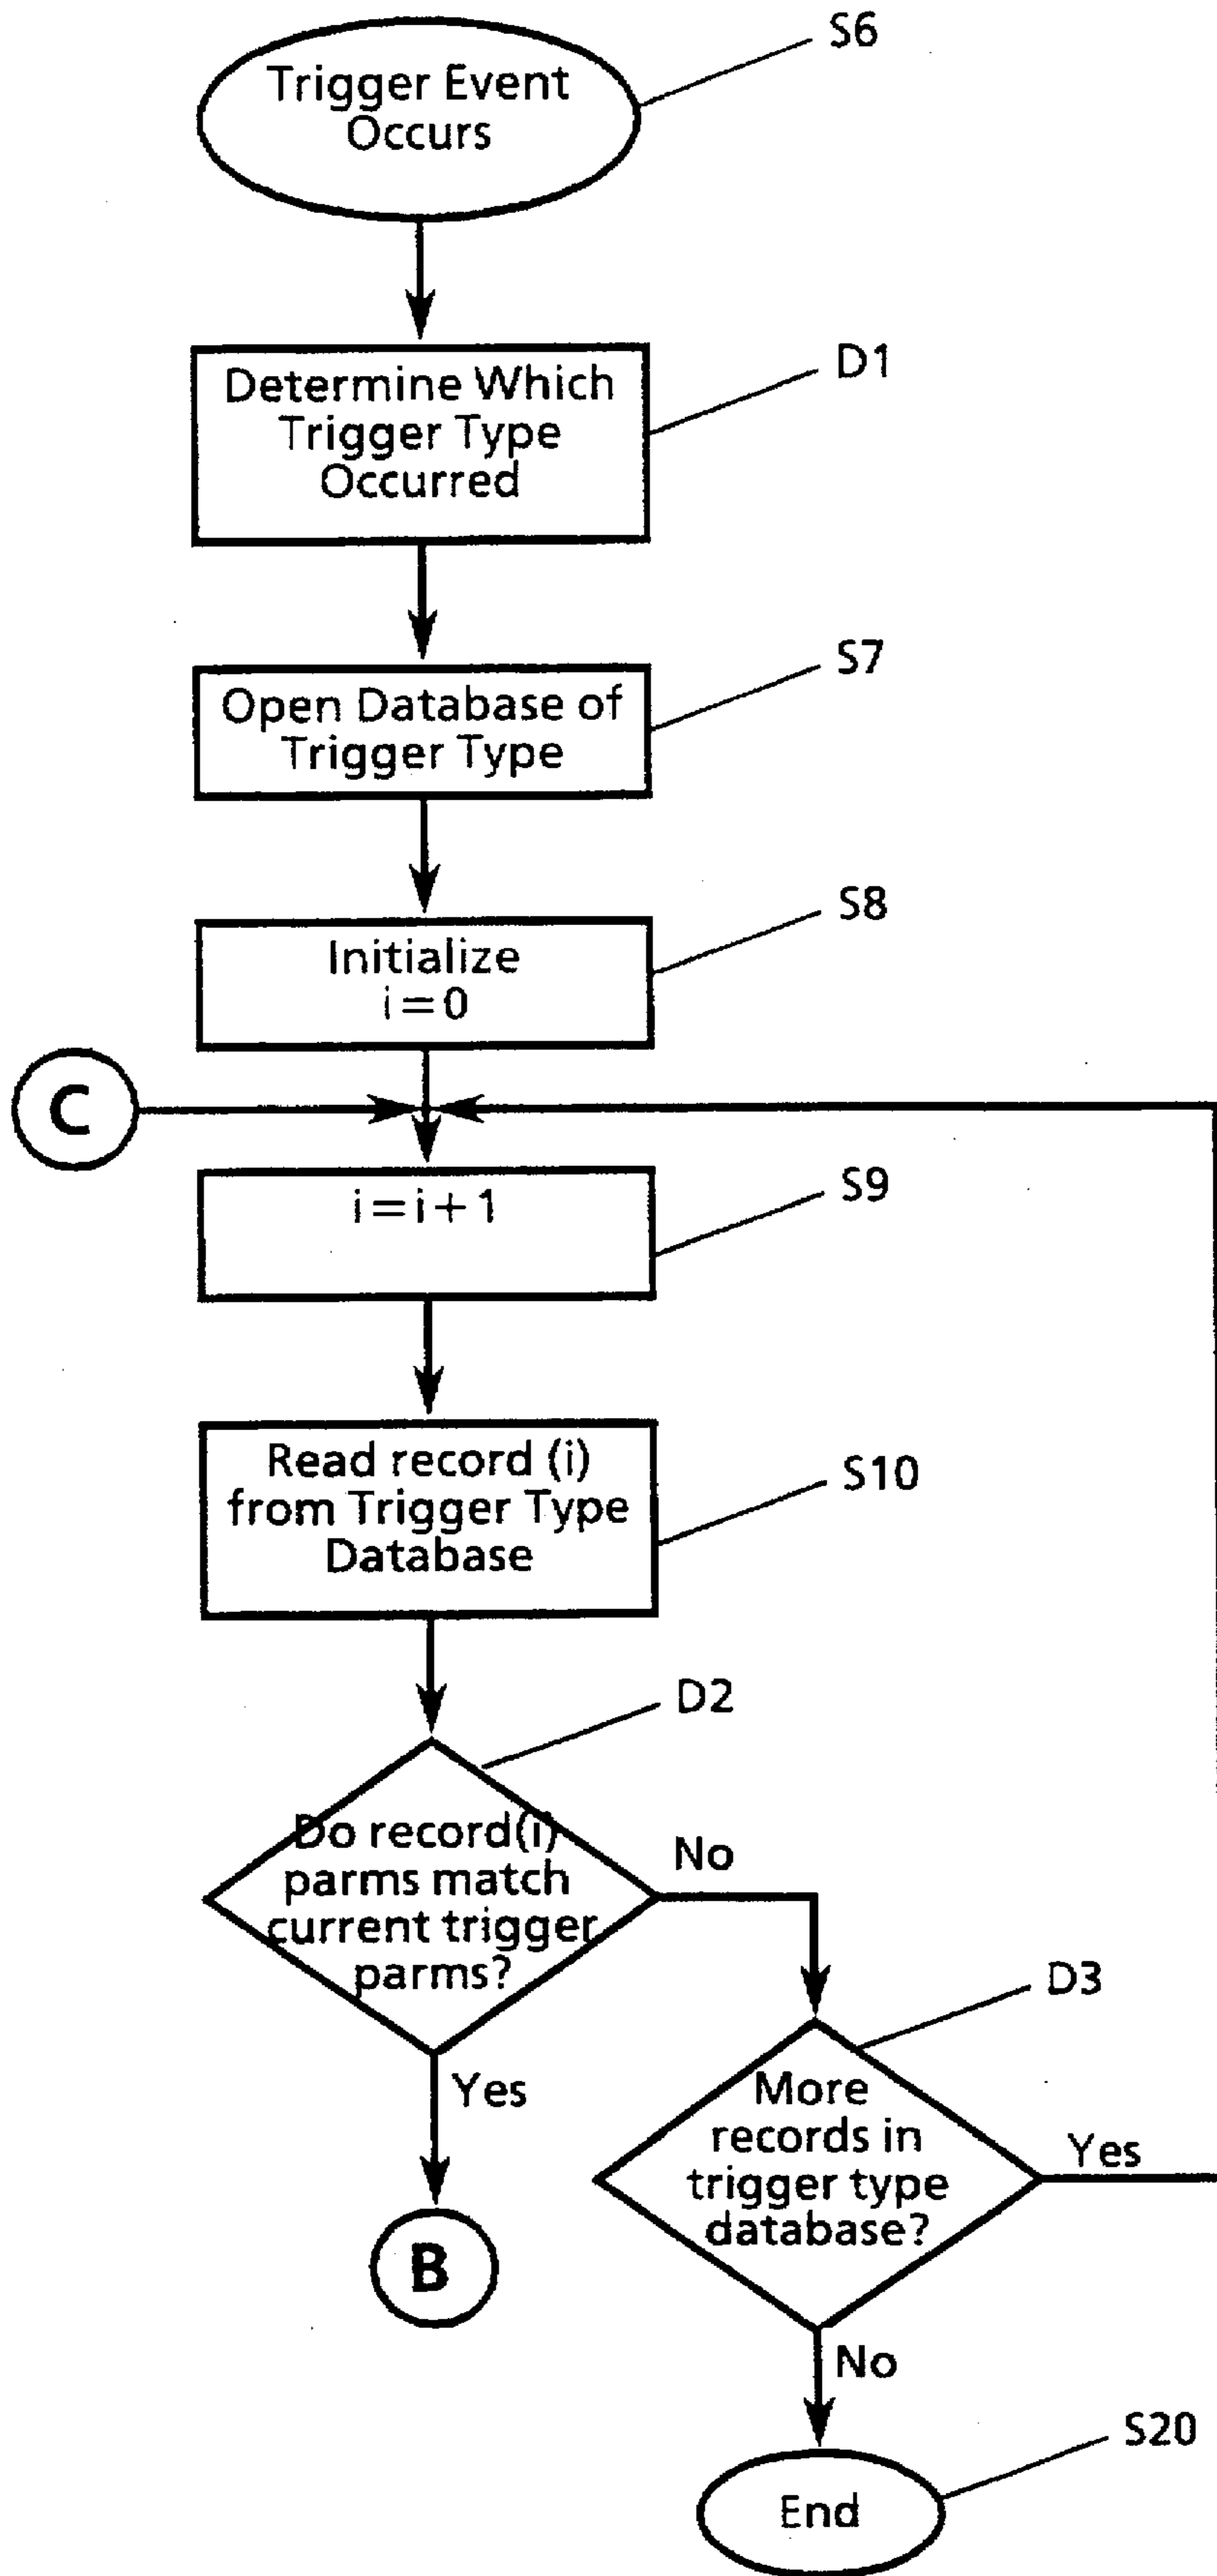 S6
Trigger Event
Occurs
D1
Determine Which
Trigger Type
Occurred
S7
Open Database of
Trigger Type
S8
Initialize
i=0
C
S9
i=i+1
S10
Read record (i)
from Trigger Type
Database
D2
Do record(i)
parms match
current trigger
parms?
No
Yes
B
D3
More
records in
trigger type
database?
Yes
No
S20
End